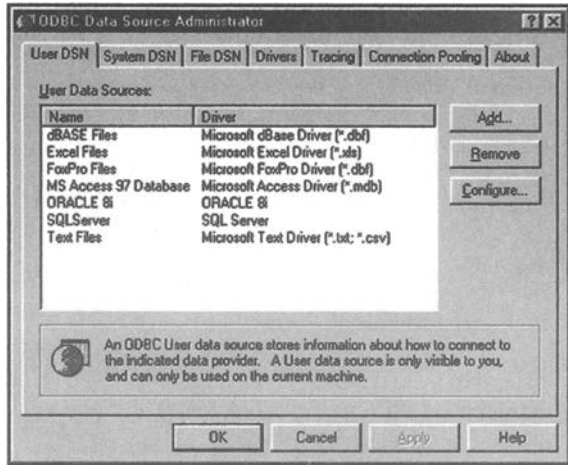 ODBC Data Source Administrator
User DSN System DSN File DSN Drivers Tracing Connection Pooling About
User Data Sources:
Name Driver
dBASE Files Microsoft dBase Driver (*.dbf)
Excel Files Microsoft Excel Driver (*.xls)
FoxPro Files Microsoft FoxPro Driver (*.dbf)
MS Access 97 Database Microsoft Access Driver (*.mdb)
ORACLE 8i ORACLE 8i
SQLServer SQL Server
Text Files Microsoft Text Driver (*.txt; *.csv)
Add...
Remove
Configure...
An ODBC User data source stores information about how to connect to
the indicated data provider. A User data source is only visible to you,
and can only be used on the current machine.
OK Cancel Apply Help